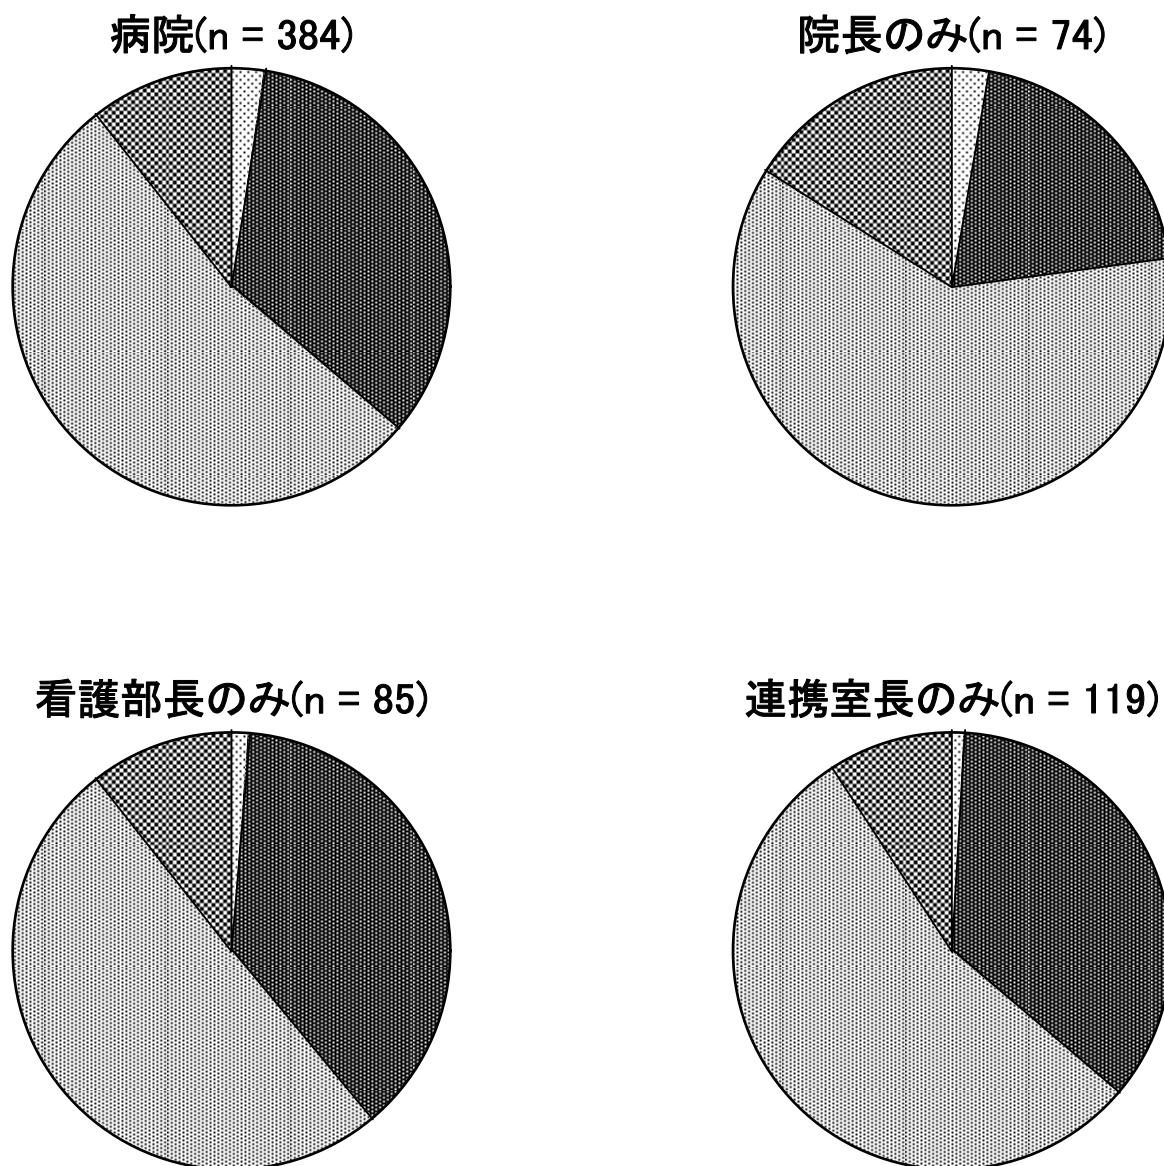 病院(n = 384)
院長のみ(n = 74)
看護部長のみ(n = 85)
連携室長のみ(n = 119)